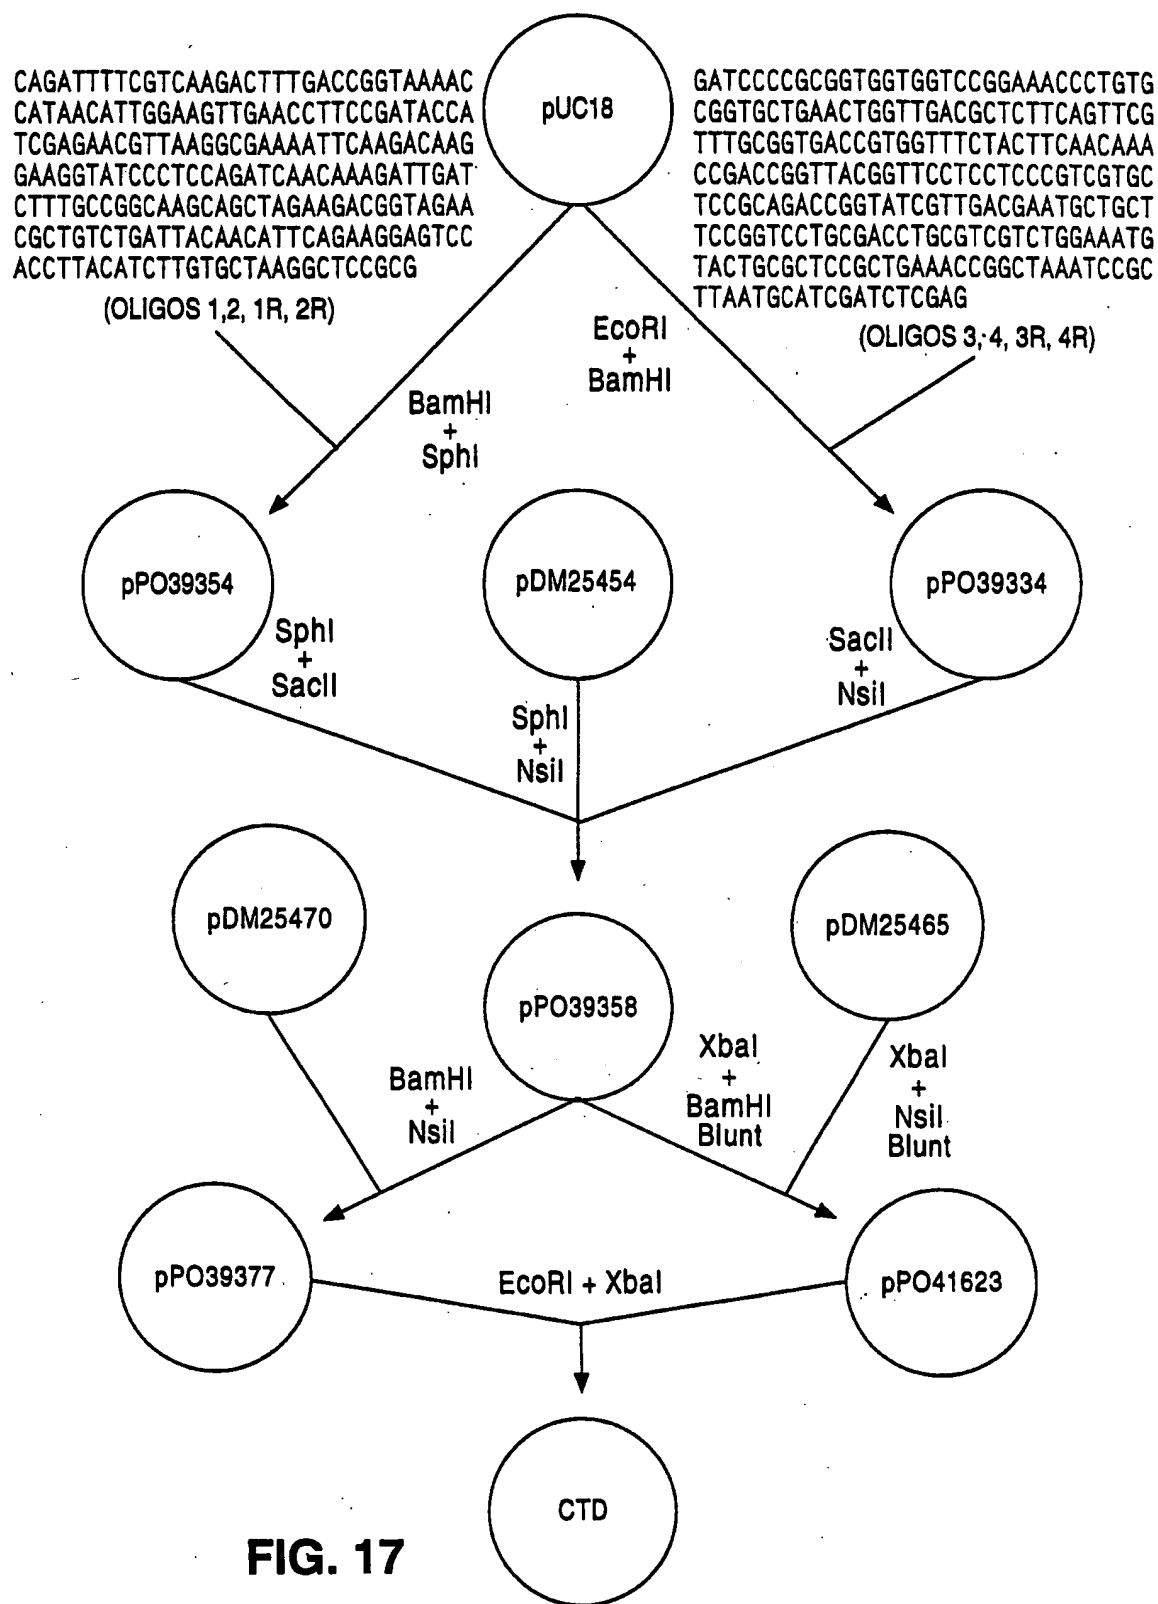 CAGATTTTCGTCAAGACTTTGACCGGTAAAAC
CATAACATTGGAAGTTGAACCTTCCGATACCA
TCGAGAACGTTAAGGCGAAAATTCAAGACAAG
GAAGGTATCCCTCCAGATCAACAAAGATTGAT
CTTTGCCGGCAAGCAGCTAGAAGACGGTAGAA
CGCTGTCTGATTACAACATTCAGAAGGAGTCC
ACCTTACATCTTGTGCTAAGGCTCCGCG
(OLIGOS 1,2, 1R, 2R)
pUC18
GATCCCCGCGGTGGTGGTCCGGAAACCCTGTG
CGGTGCTGAACTGGTTGACGCTCTTCAGTTCG
TTTGCGGTGACCGTGGTTTCTACTTCAACAAA
CCGACCGGTTACGGTTCCTCCTCCCGTCGTGC
TCCGCAGACCGGTATCGTTGACGAATGCTGCT
TCCGGTCCTGCGACCTGCGTCGTCTGGAAATG
TACTGCGCTCCGCTGAAACCGGCTAAATCCGC
TTAATGCATCGATCTCGAG
(OLIGOS 3, 4, 3R, 4R)
EcoRI
+
BamHI
BamHI
+
SphI
pPO39354
pDM25454
pPO39334
SphI
+
SacII
SphI
+
NsiI
SacII
+
NsiI
pDM25470
pPO39358
pDM25465
BamHI
+
NsiI
XbaI
+
BamHI
Blunt
XbaI
+
NsiI
Blunt
pPO39377
EcoRI + XbaI
pPO41623
CTD
FIG. 17